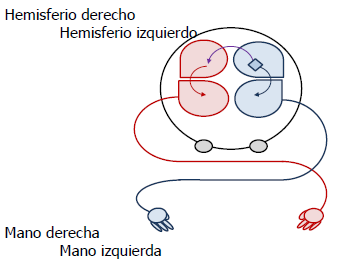 Hemisferio derecho
Hemisferio izquierdo
Mano derecha
Mano izquierda